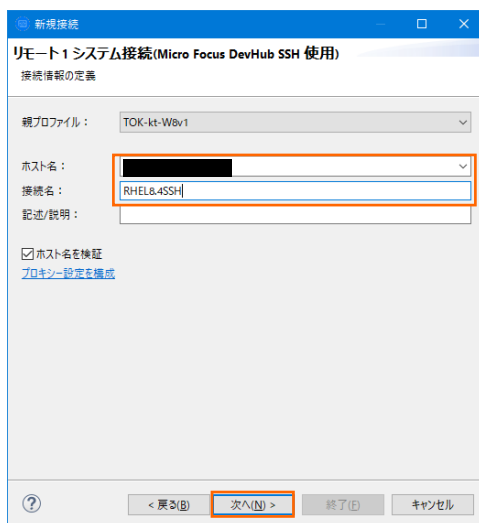 新規接続
リモート 1 システム接続(Micro Focus DevHub SSH 使用)
接続情報の定義
親プロファイル： TOK-kt-W8v1
ホスト名：
接続名： RHEL8.4SSH
記述/説明：
ホスト名を検証
プロキシー設定を構成
< 戻る(B) 次へ(N) > 終了(F) キャンセル